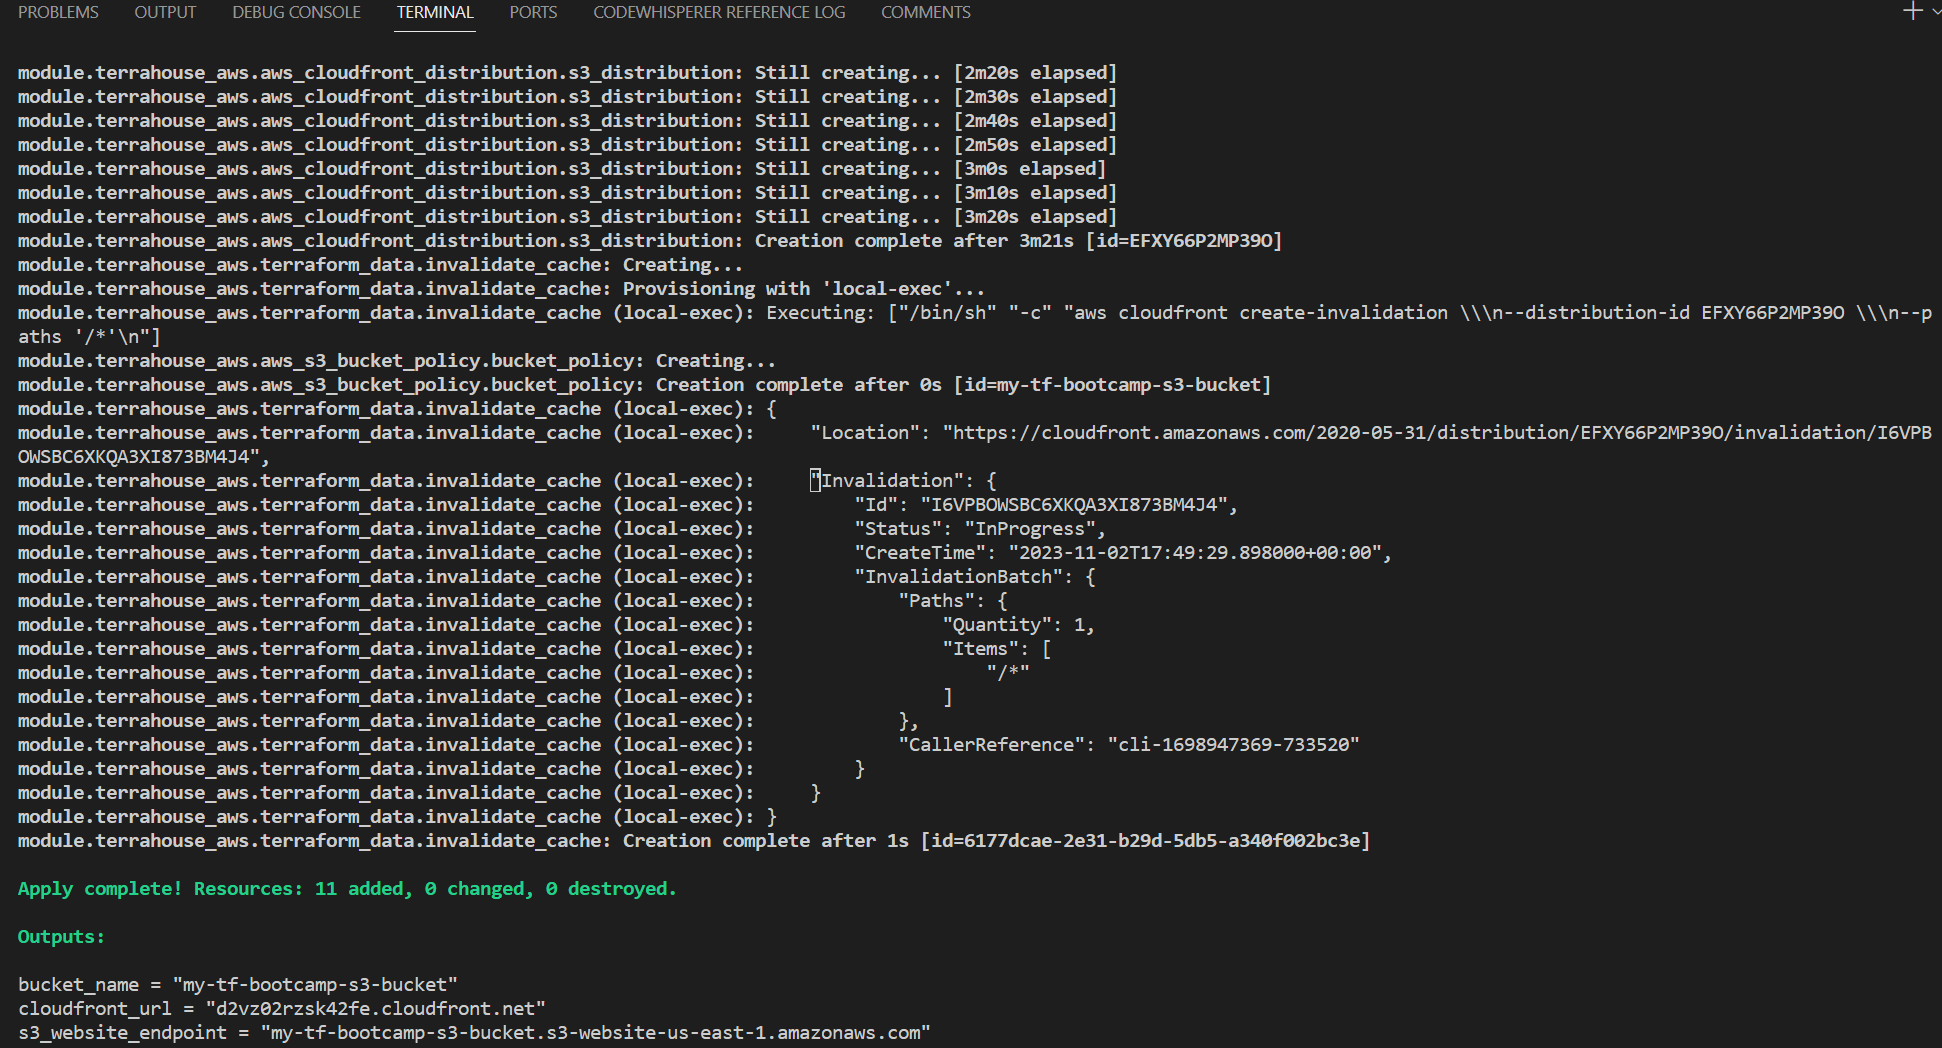 PROBLEMS OUTPUT DEBUG CONSOLE TERMINAL PORTS CODEWHISPERER REFERENCE LOG COMMENTS
module.terrahouse_aws.aws_cloudfront_distribution.s3_distribution: Still creating... [2m20s elapsed]
module.terrahouse_aws.aws_cloudfront_distribution.s3_distribution: Still creating... [2m30s elapsed]
module.terrahouse_aws.aws_cloudfront_distribution.s3_distribution: Still creating... [2m40s elapsed]
module.terrahouse_aws.aws_cloudfront_distribution.s3_distribution: Still creating... [2m50s elapsed]
module.terrahouse_aws.aws_cloudfront_distribution.s3_distribution: Still creating... [3m0s elapsed]
module.terrahouse_aws.aws_cloudfront_distribution.s3_distribution: Still creating... [3m10s elapsed]
module.terrahouse_aws.aws_cloudfront_distribution.s3_distribution: Still creating... [3m20s elapsed]
module.terrahouse_aws.aws_cloudfront_distribution.s3_distribution: Creation complete after 3m21s [id=EFXY66P2MP39O]
module.terrahouse_aws.terraform_data.invalidate_cache: Creating...
module.terrahouse_aws.terraform_data.invalidate_cache: Provisioning with 'local-exec'...
module.terrahouse_aws.terraform_data.invalidate_cache (local-exec): Executing: ["/bin/sh" "-c" "aws cloudfront create-invalidation \\\n--distribution-id EFXY66P2MP39O \\\n--p
aths '/*'\n"]
module.terrahouse_aws.aws_s3_bucket_policy.bucket_policy: Creating...
module.terrahouse_aws.aws_s3_bucket_policy.bucket_policy: Creation complete after 0s [id=my-tf-bootcamp-s3-bucket]
module.terrahouse_aws.terraform_data.invalidate_cache (local-exec): {
module.terrahouse_aws.terraform_data.invalidate_cache (local-exec):     "Location": "https://cloudfront.amazonaws.com/2020-05-31/distribution/EFXY66P2MP39O/invalidation/I6VPB
OWSBC6XKQA3XI873BM4J4",
module.terrahouse_aws.terraform_data.invalidate_cache (local-exec):     "Invalidation": {
module.terrahouse_aws.terraform_data.invalidate_cache (local-exec):         "Id": "I6VPBOWSBC6XKQA3XI873BM4J4",
module.terrahouse_aws.terraform_data.invalidate_cache (local-exec):         "Status": "InProgress",
module.terrahouse_aws.terraform_data.invalidate_cache (local-exec):         "CreateTime": "2023-11-02T17:49:29.898000+00:00",
module.terrahouse_aws.terraform_data.invalidate_cache (local-exec):         "InvalidationBatch": {
module.terrahouse_aws.terraform_data.invalidate_cache (local-exec):             "Paths": {
module.terrahouse_aws.terraform_data.invalidate_cache (local-exec):                 "Quantity": 1,
module.terrahouse_aws.terraform_data.invalidate_cache (local-exec):                 "Items": [
module.terrahouse_aws.terraform_data.invalidate_cache (local-exec):                     "/*"
module.terrahouse_aws.terraform_data.invalidate_cache (local-exec):                 ]
module.terrahouse_aws.terraform_data.invalidate_cache (local-exec):             },
module.terrahouse_aws.terraform_data.invalidate_cache (local-exec):             "CallerReference": "cli-1698947369-733520"
module.terrahouse_aws.terraform_data.invalidate_cache (local-exec):         }
module.terrahouse_aws.terraform_data.invalidate_cache (local-exec):     }
module.terrahouse_aws.terraform_data.invalidate_cache (local-exec): }
module.terrahouse_aws.terraform_data.invalidate_cache: Creation complete after 1s [id=6177dcae-2e31-b29d-5db5-a340f002bc3e]
Apply complete! Resources: 11 added, 0 changed, 0 destroyed.
Outputs:
bucket_name = "my-tf-bootcamp-s3-bucket"
cloudfront_url = "d2vz02rzsk42fe.cloudfront.net"
s3_website_endpoint = "my-tf-bootcamp-s3-bucket.s3-website-us-east-1.amazonaws.com"